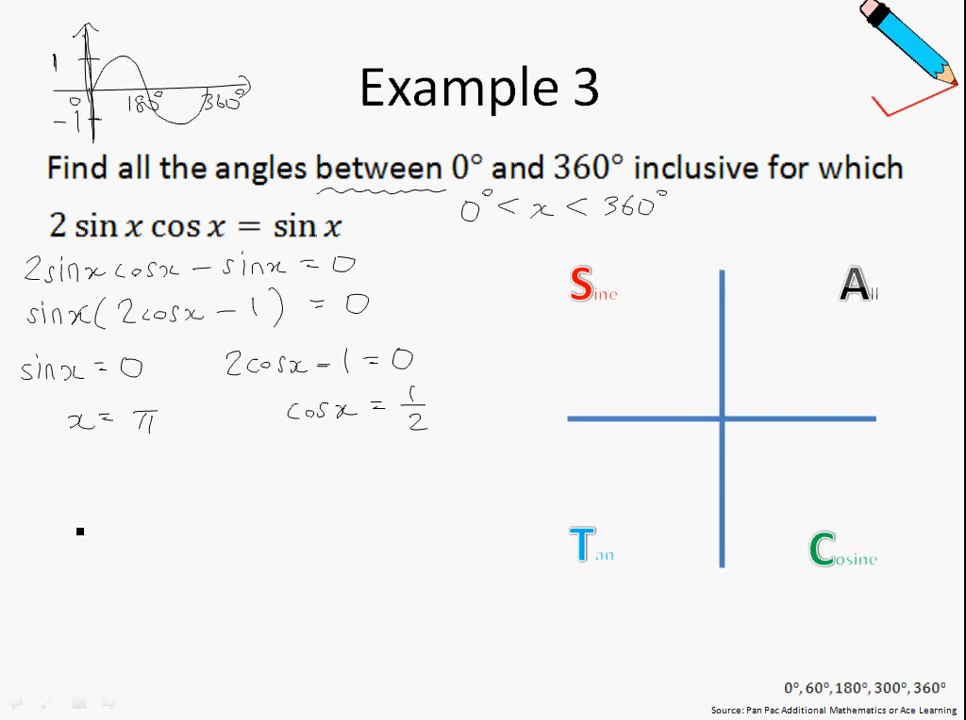 1
0
180°
360°
-1
Example 3
Find all the angles between 0° and 360° inclusive for which
0° < x < 360°
2 sin x cos x = sin x
2sinx cosx - sinx = 0
sinx(2cosx - 1) = 0
sinx = 0
2cosx - 1 = 0
x = π
cosx = 1/2
Sine
All
Tan
Cosine
0°, 60°, 180°, 300°, 360°
Source: Pan Pac Additional Mathematics or Ace Learning